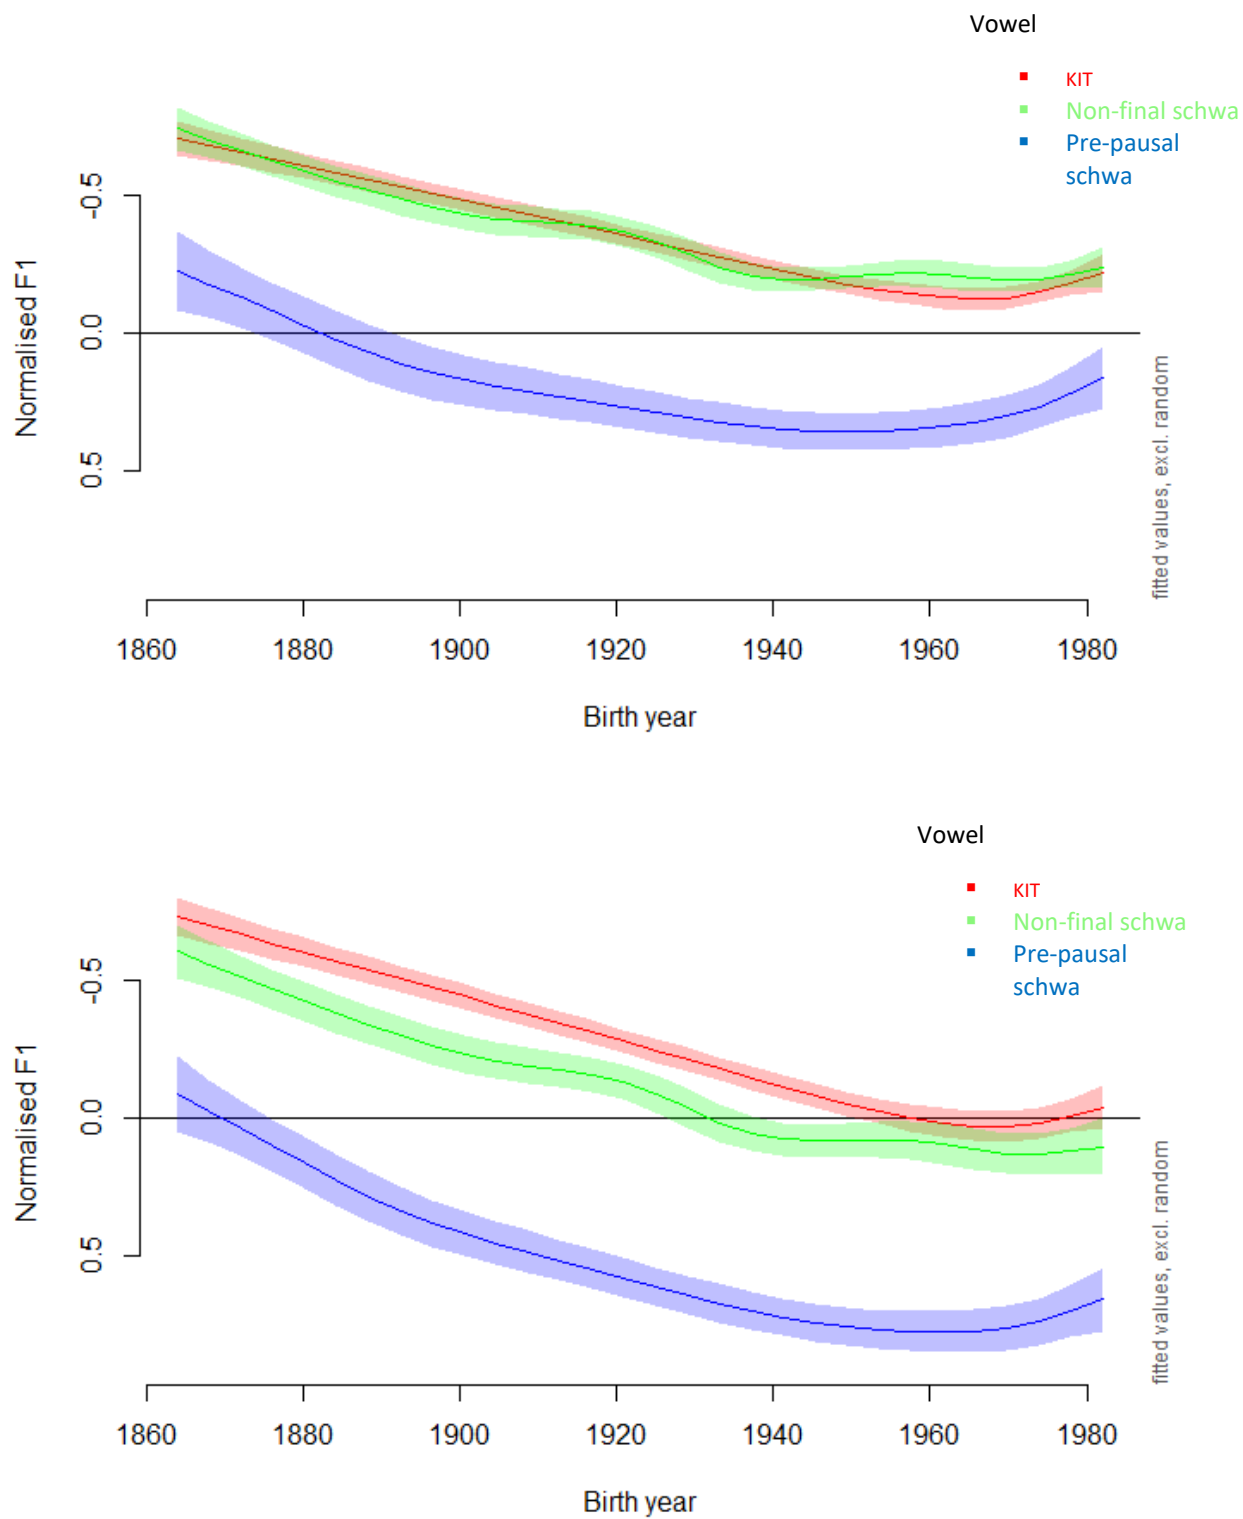 Vowel
KIT
Non-final schwa
Pre-pausal
schwa
Normalised F1
-0.5
0.0
0.5
fitted values, excl. random
1860 1880 1900 1920 1940 1960 1980
Birth year
Vowel
KIT
Non-final schwa
Pre-pausal
schwa
Normalised F1
-0.5
0.0
0.5
fitted values, excl. random
1860 1880 1900 1920 1940 1960 1980
Birth year